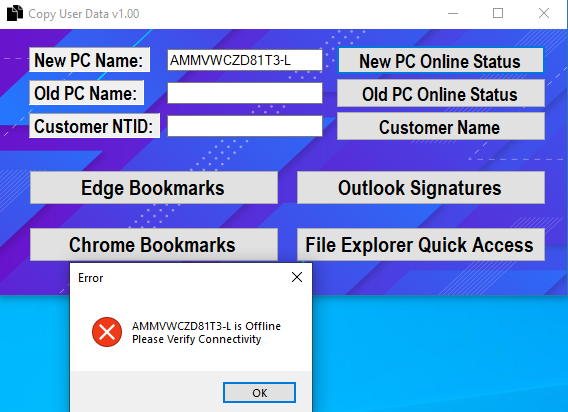 Copy User Data v1.00
New PC Name: AMMVWCZD81T3-L New PC Online Status
Old PC Name: Old PC Online Status
Customer NTID: Customer Name
Edge Bookmarks Outlook Signatures
Chrome Bookmarks File Explorer Quick Access
Error
AMMVWCZD81T3-L is Offline
Please Verify Connectivity
OK